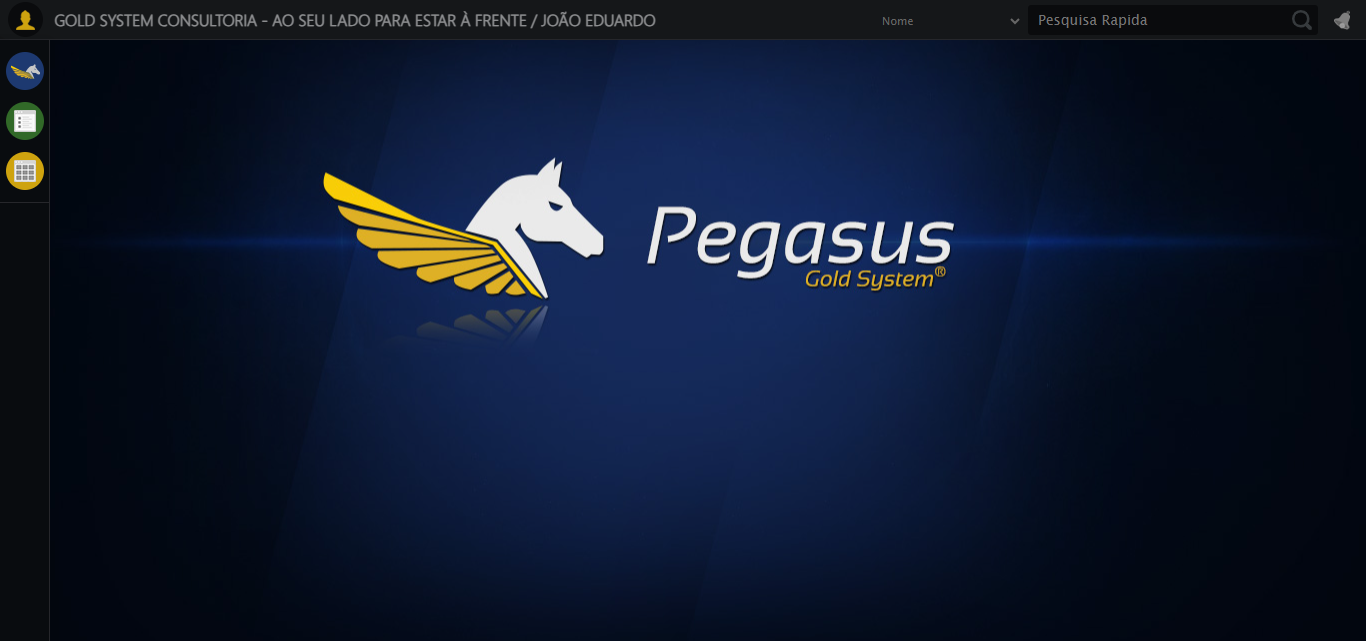 GOLD SYSTEM CONSULTORIA - AO SEU LADO PARA ESTAR À FRENTE / JOÃO EDUARDO
Nome
Pesquisa Rapida
Pegasus
Gold System®